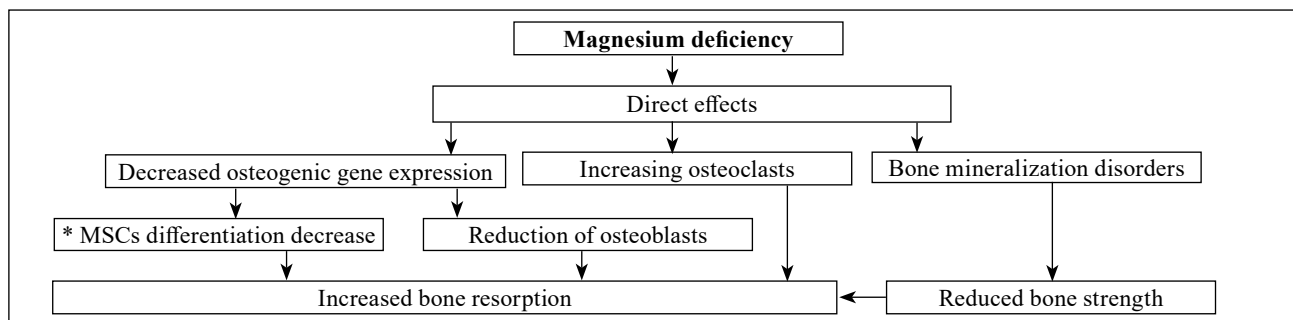 Magnesium deficiency
Direct effects
Decreased osteogenic gene expression
Increasing osteoclasts
Bone mineralization disorders
* MSCs differentiation decrease
Reduction of osteoblasts
Increased bone resorption
Reduced bone strength